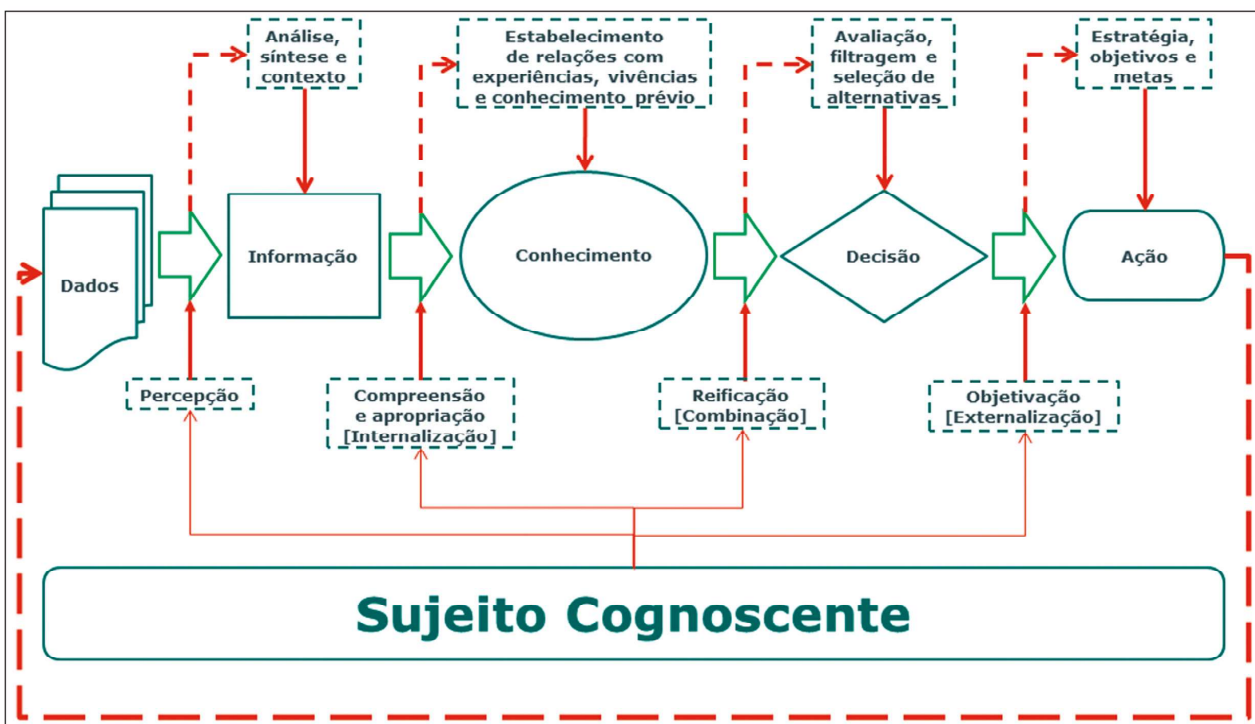 Análise,
síntese e
contexto
Estabelecimento
de relações com
experiências, vivências
e conhecimento prévio
Avaliação,
filtragem e
seleção de
alternativas
Estratégia,
objetivos e
metas
Dados
Informação
Conhecimento
Decisão
Ação
Percepção
Compreensão
e apropriação
[Internalização]
Reificação
[Combinação]
Objetivação
[Externalização]
Sujeito Cognoscente